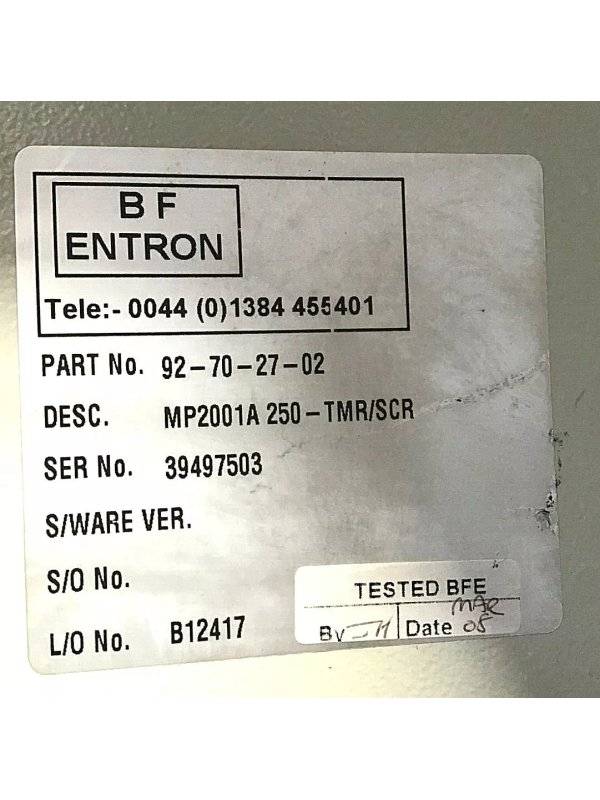 B F
ENTRON
Tele:- 0044 (0)1384 455401
PART No. 92-70-27-02
DESC. MP2001A 250-TMR/SCR
SER No. 39497503
S/WARE VER.
S/O No.
L/O No. B12417
TESTED BFE
By Date MAR 08